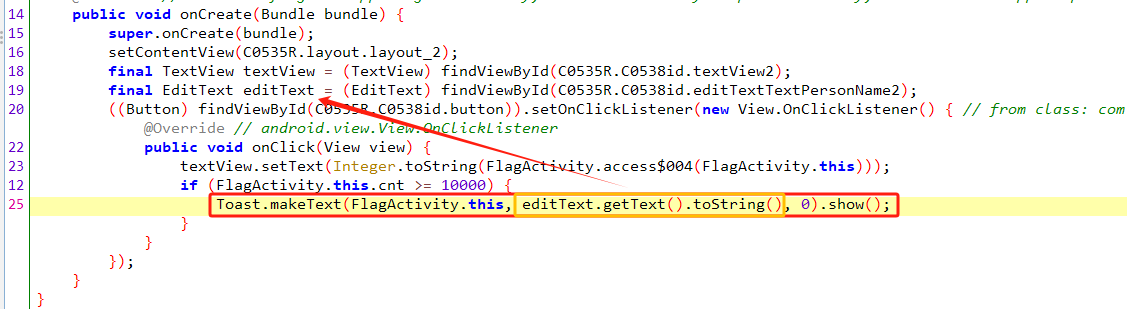 14 public void onCreate(Bundle bundle) {
15 super.onCreate(bundle);
16 setContentView(C0535R.layout.layout_2);
18 final TextView textView = (TextView) findViewById(C0535R.C0538id.textView2);
19 final EditText editText = (EditText) findViewById(C0535R.C0538id.editTextTextPersonName2);
20 ((Button) findViewById(C0535R.C0538id.button)).setOnClickListener(new View.OnClickListener() { // from class: com
@Override // android.view.View.OnClickListener
22 public void onClick(View view) {
23 textView.setText(Integer.toString(FlagActivity.access$004(FlagActivity.this)));
12 if (FlagActivity.this.cnt >= 10000) {
25 Toast.makeText(FlagActivity.this, editText.getText().toString(), 0).show();
}
}
});
}
}